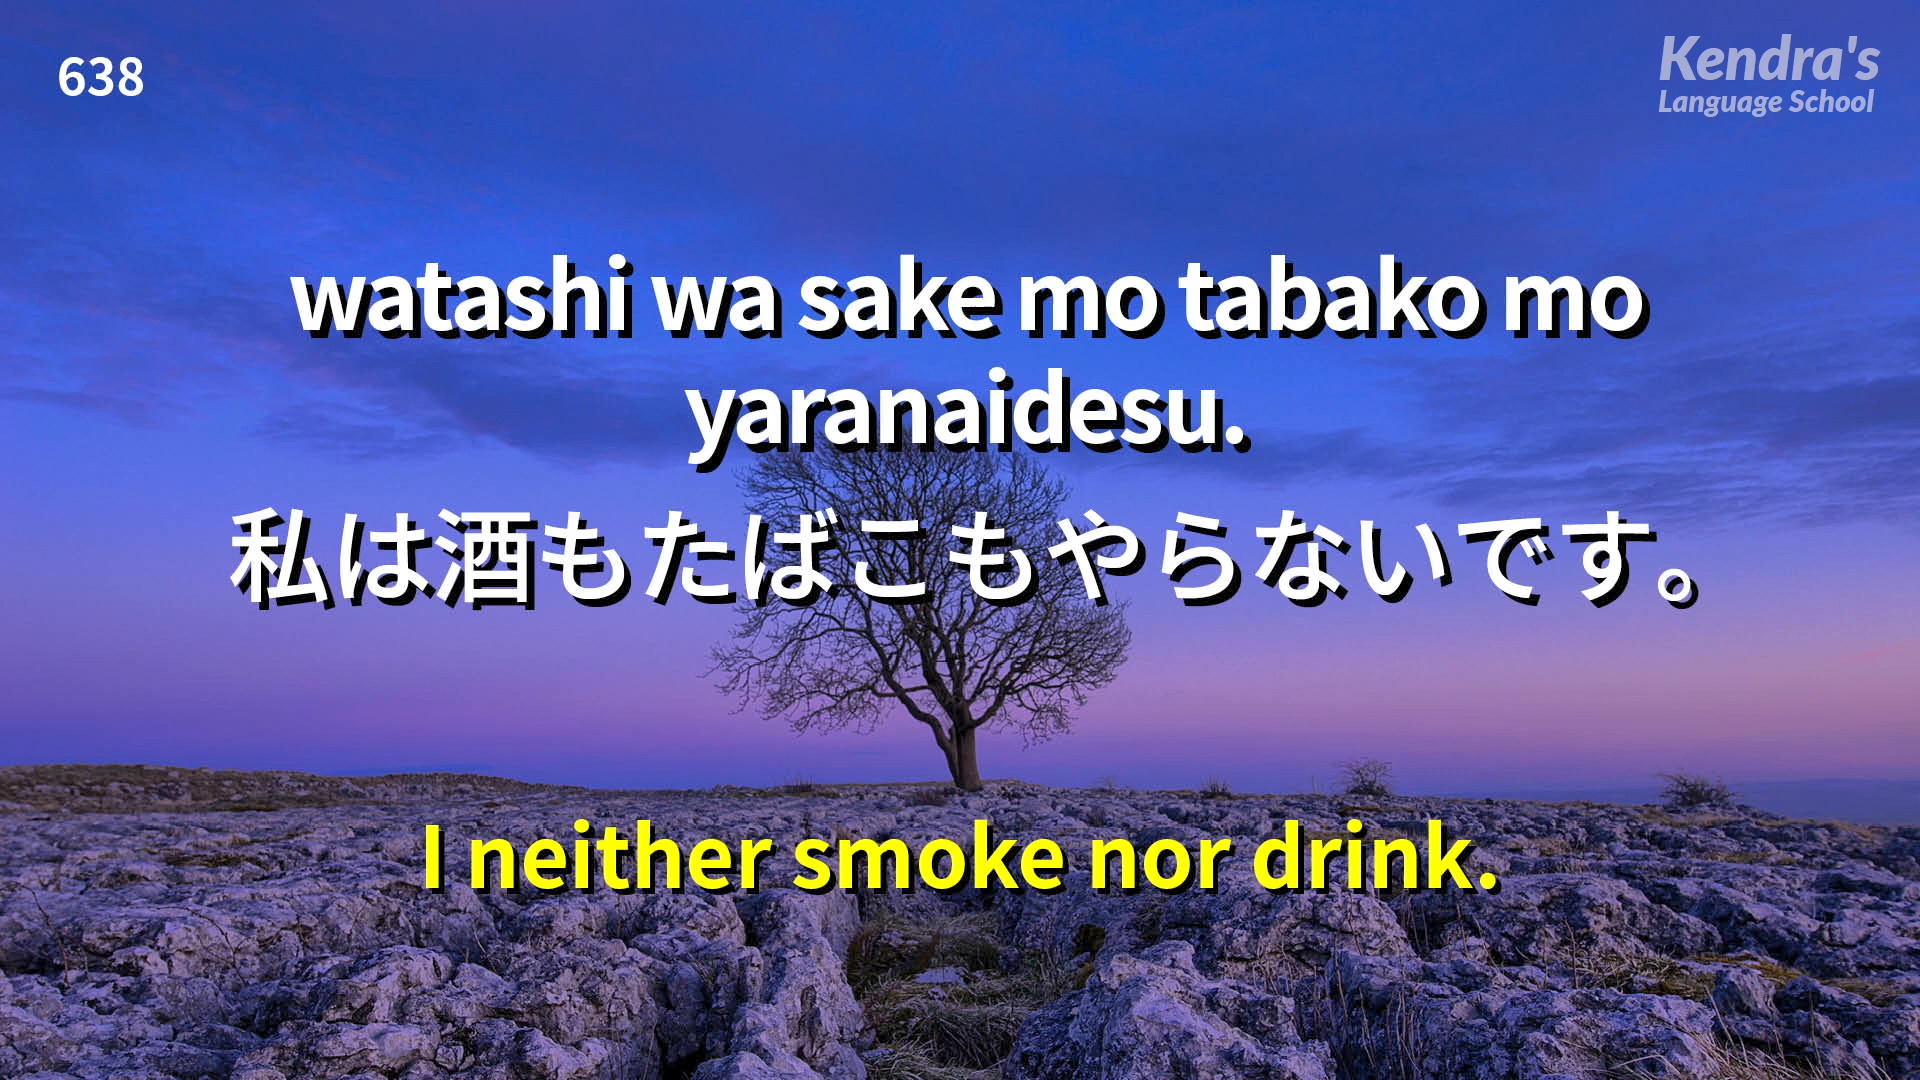 638
Kendra's
Language School
watashi wa sake mo tabako mo
yaranaidesu.
私は酒もたばこもやらないです。
I neither smoke nor drink.